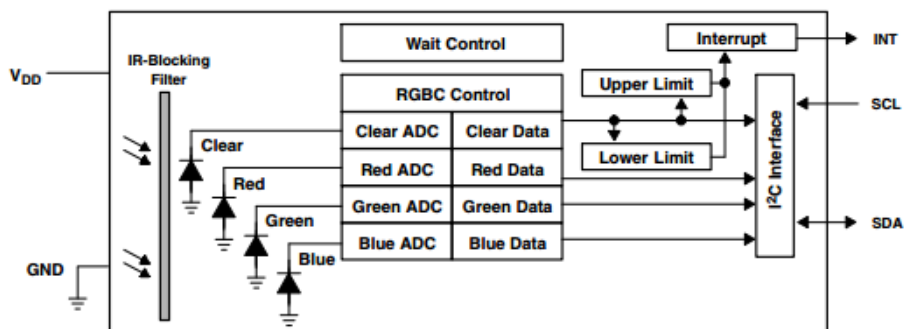 Wait Control
Interrupt
INT
IR-Blocking
Filter
V_DD
RGBC Control
Upper Limit
SCL
Clear ADC
Clear Data
Clear
Lower Limit
Red ADC
Red Data
Red
I²C Interface
Green ADC
Green Data
Green
SDA
Blue ADC
Blue Data
Blue
GND